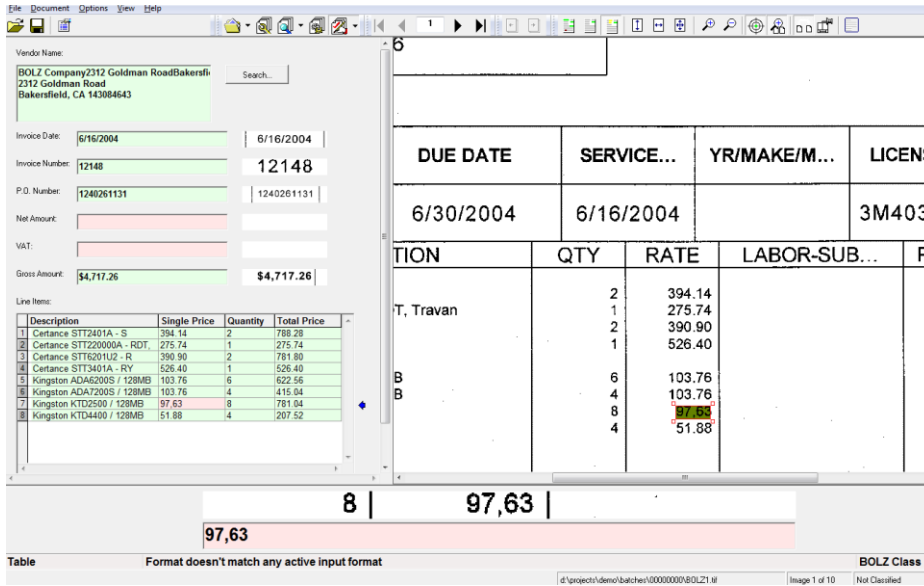 File Document Options View Help
1
Vendor Name:
BOLZ Company2312 Goldman RoadBakersfi
2312 Goldman Road
Bakersfield, CA 143084643
Search...
Invoice Date: 6/16/2004 6/16/2004
Invoice Number: 12148 12148
P.O. Number: 1240261131 1240261131
Net Amount:
VAT:
Gross Amount: $4,717.26 $4,717.26
Line Items:
Description Single Price Quantity Total Price
1 Certance STT2401A - S 394.14 2 788.28
2 Certance STT220000A - RDT, 275.74 1 275.74
3 Certance STT6201U2 - R 390.90 2 781.80
4 Certance STT3401A - RY 526.40 1 526.40
5 Kingston ADA6200S / 128MB 103.76 6 622.56
6 Kingston ADA7200S / 128MB 103.76 4 415.04
7 Kingston KTD2500 / 128MB 97,63 8 781.04
8 Kingston KTD4400 / 128MB 51.88 4 207.52
6
DUE DATE SERVICE... YR/MAKE/M... LICEN
6/30/2004 6/16/2004 3M403
TION QTY RATE LABOR-SUB...
2 394.14
T, Travan 1 275.74
2 390.90
1 526.40
B 6 103.76
B 4 103.76
8 97,63
4 51.88
8 97,63
97,63
Table Format doesn't match any active input format BOLZ Class
d:\projects\demo\batches\00000000\BOLZ1.tif Image 1 of 10 Not Classified